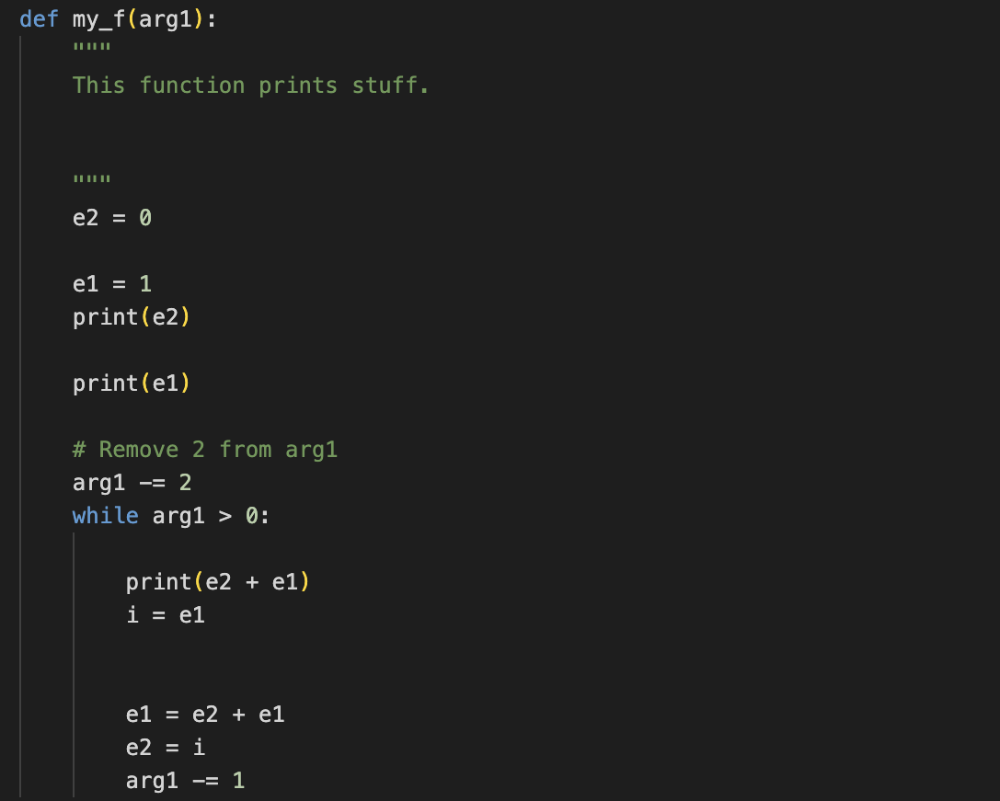 def my_f(arg1):
    """
    This function prints stuff.


    """
    e2 = 0

    e1 = 1
    print(e2)

    print(e1)

    # Remove 2 from arg1
    arg1 -= 2
    while arg1 > 0:

        print(e2 + e1)
        i = e1


        e1 = e2 + e1
        e2 = i
        arg1 -= 1